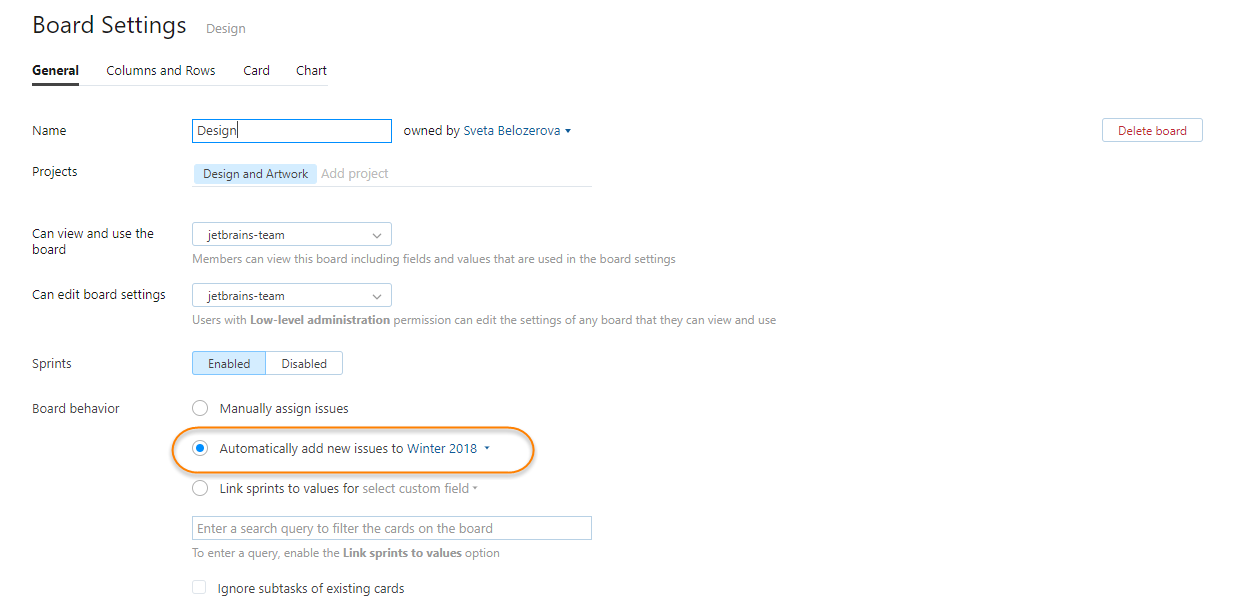 Board Settings Design
General Columns and Rows Card Chart
Name Design owned by Sveta Belozerova Delete board
Projects Design and Artwork Add project
Can view and use the board jetbrains-team
Members can view this board including fields and values that are used in the board settings
Can edit board settings jetbrains-team
Users with Low-level administration permission can edit the settings of any board that they can view and use
Sprints Enabled Disabled
Board behavior Manually assign issues
Automatically add new issues to Winter 2018
Link sprints to values for select custom field
Enter a search query to filter the cards on the board
To enter a query, enable the Link sprints to values option
Ignore subtasks of existing cards